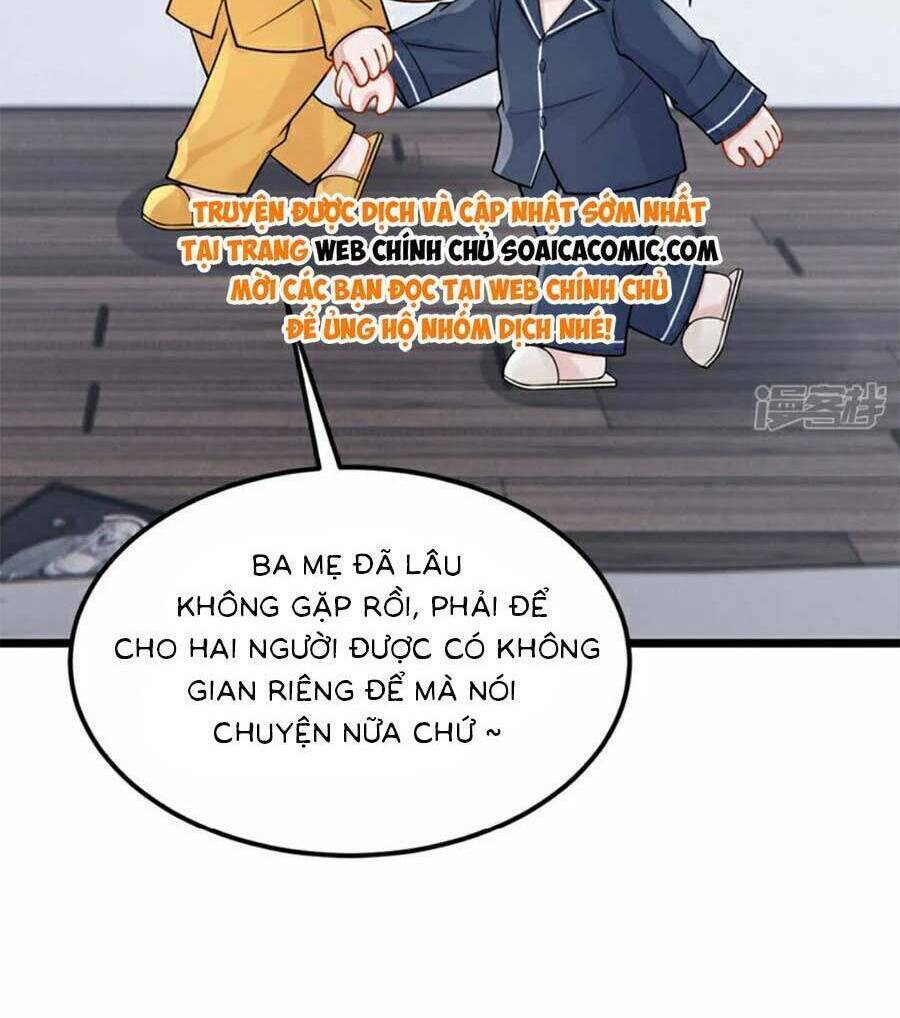 TRUYỆN ĐƯỢC DỊCH VÀ CẬP NHẬT SỚM NHẤT
TẠI TRANG WEB CHÍNH CHỦ SOAICACOMIC.COM
MỜI CÁC BẠN ĐỌC TẠI WEB CHÍNH CHỦ
ĐỂ ỦNG HỘ NHÓM DỊCH NHÉ!
漫客栈
BA MẸ ĐÃ LÂU
KHÔNG GẶP RỒI, PHẢI ĐỂ
CHO HAI NGƯỜI ĐƯỢC CÓ KHÔNG
GIAN RIÊNG ĐỂ MÀ NÓI
CHUYỆN NỮA CHỨ ~